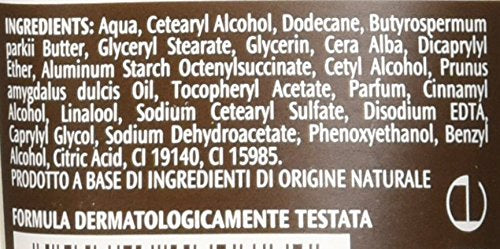 INGREDIENTS: Aqua, Cetearyl Alcohol, Dodecane, Butyrospermum
parkii Butter, Glyceryl Stearate, Glycerin, Cera Alba, Dicaprylyl
Ether, Aluminum Starch Octenylsuccinate, Cetyl Alcohol, Prunus
amygdalus dulcis Oil, Tocopheryl Acetate, Parfum, Cinnamyl
Alcohol, Linalool, Sodium Cetearyl Sulfate, Disodium EDTA,
Caprylyl Glycol, Sodium Dehydroacetate, Phenoxyethanol, Benzyl
Alcohol, Citric Acid, CI 19140, CI 15985.
PRODOTTO A BASE DI INGREDIENTI DI ORIGINE NATURALE
FORMULA DERMATOLOGICAMENTE TESTATA
e